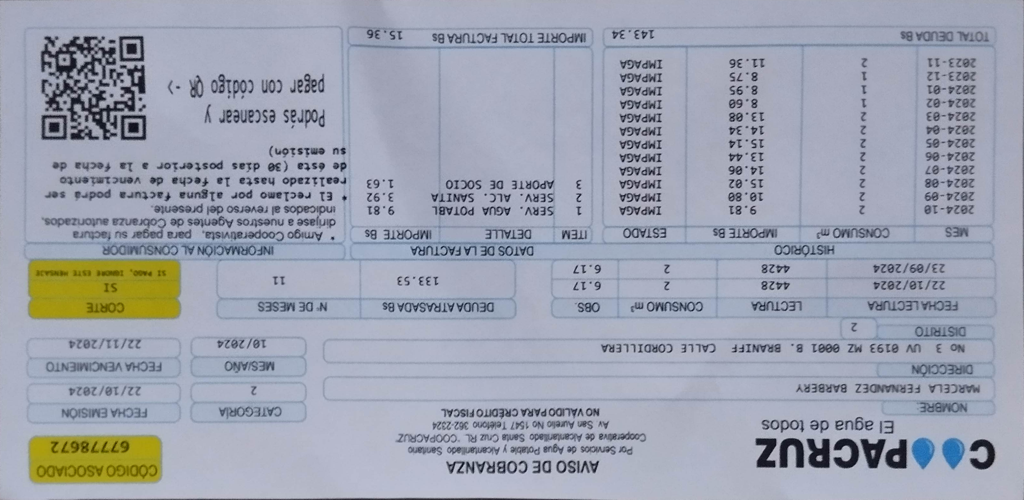 COOPACRUZ
El agua de todos
AVISO DE COBRANZA
Por Servicios de Agua Potable y Alcantarillado Sanitario
Cooperativa de Alcantarillado Santa Cruz RL. "COOPACRUZ"
Av San Aurelio No 1547 Teléfono 362-2324
NO VÁLIDO PARA CRÉDITO FISCAL
CÓDIGO ASOCIADO
67778672
NOMBRE:
MARCELA FERNANDEZ BARBERY
CATEGORÍA
2
FECHA EMISIÓN
22/10/2024
DIRECCIÓN
No 3 UV 0193 MZ 0001 B. BRANIFF CALLE CORDILLERA
MES/AÑO
10/2024
FECHA VENCIMIENTO
22/11/2024
DISTRITO
2
FECHA LECTURA LECTURA CONSUMO m³ OBS.
22/10/2024 4428 2 6.17
23/09/2024 4428 2 6.17
DEUDA ATRASADA Bs N° DE MESES
133.53 11
CORTE
SI
SI PAGO, IGNORE ESTE MENSAJE
HISTÓRICO
MES CONSUMO m³ IMPORTE Bs ESTADO
2024-10 2 9.81 IMPAGA
2024-09 2 10.80 IMPAGA
2024-08 2 15.02 IMPAGA
2024-07 2 14.06 IMPAGA
2024-06 2 13.44 IMPAGA
2024-05 2 15.14 IMPAGA
2024-04 2 14.34 IMPAGA
2024-03 2 13.08 IMPAGA
2024-02 1 8.60 IMPAGA
2024-01 1 8.95 IMPAGA
2023-12 1 8.75 IMPAGA
2023-11 2 11.36 IMPAGA
TOTAL DEUDA Bs 143.34
DATOS DE LA FACTURA
ITEM DETALLE IMPORTE Bs
1 SERV. AGUA POTABL 9.81
2 SERV. ALC. SANITA 3.92
3 APORTE DE SOCIO 1.63
IMPORTE TOTAL FACTURA Bs 15.36
INFORMACIÓN AL CONSUMIDOR
* Amigo Cooperativista, para pagar su factura
diríjase a nuestros Agentes de Cobranza autorizados,
indicados al reverso del presente.
* El reclamo por alguna factura podrá ser
realizado hasta la fecha de vencimiento
de ésta (30 días posterior a la fecha de
su emisión)
Podrás escanear y
pagar con código QR ->